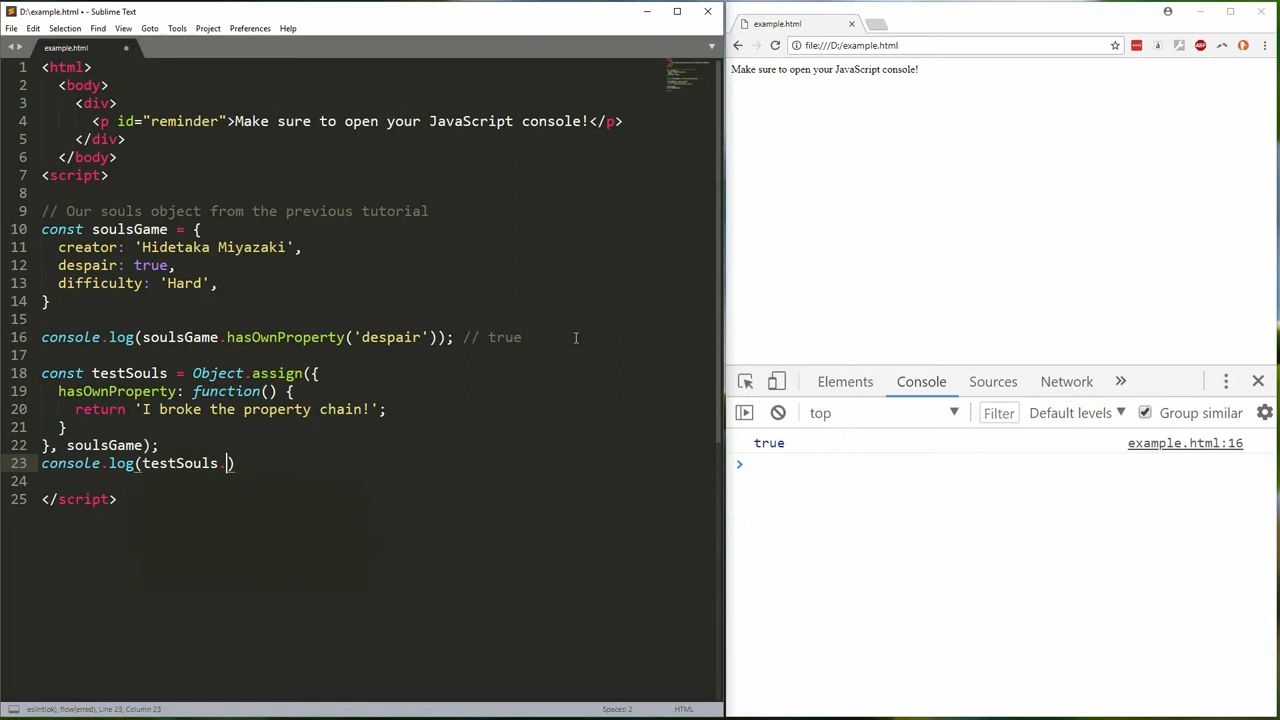 D:\example.html • - Sublime Text
File Edit Selection Find View Goto Tools Project Preferences Help
example.html
1 <html>
2 <body>
3 <div>
4 <p id="reminder">Make sure to open your JavaScript console!</p>
5 </div>
6 </body>
7 <script>
8
9 // Our souls object from the previous tutorial
10 const soulsGame = {
11 creator: 'Hidetaka Miyazaki',
12 despair: true,
13 difficulty: 'Hard',
14 }
15
16 console.log(soulsGame.hasOwnProperty('despair')); // true
17
18 const testSouls = Object.assign({
19 hasOwnProperty: function() {
20 return 'I broke the property chain!';
21 }
22 }, soulsGame);
23 console.log(testSouls.)
24
25 </script>
eslint(ok), flow(erred), Line 23, Column 23
Spaces: 2
HTML
example.html
file:///D:/example.html
ABP
Make sure to open your JavaScript console!
Elements Console Sources Network »
top Filter Default levels Group similar
true example.html:16